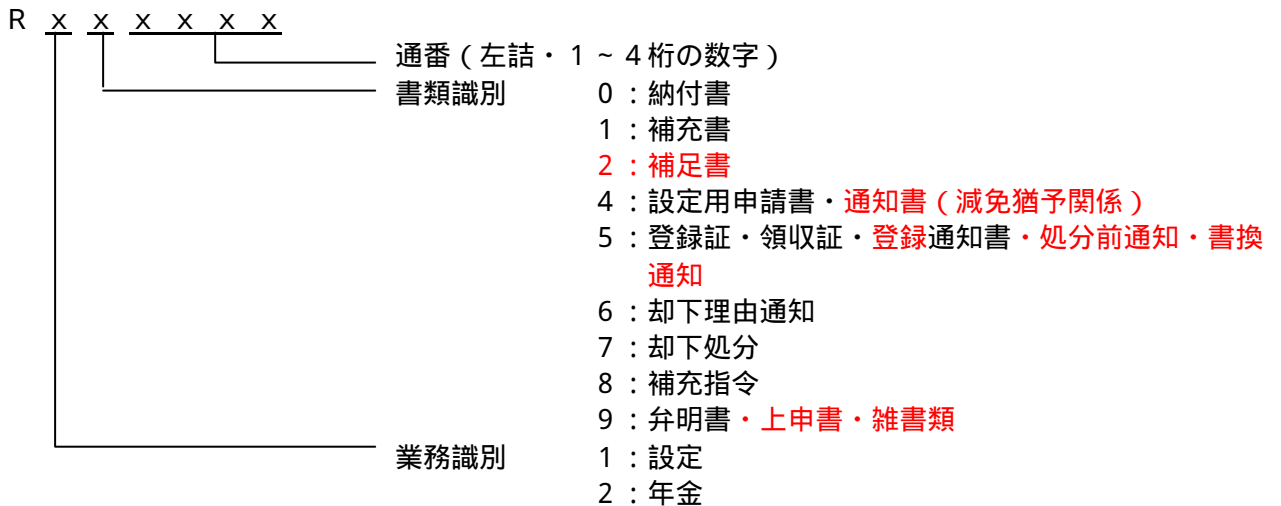 R x x x x x x
通番(左詰・1~4桁の数字)
書類識別 0:納付書
1:補充書
2:補足書
4:設定用申請書・通知書(減免猶予関係)
5:登録証・領収証・登録通知書・処分前通知・書換
通知
6:却下理由通知
7:却下処分
8:補充指令
9:弁明書・上申書・雑書類
業務識別 1:設定
2:年金